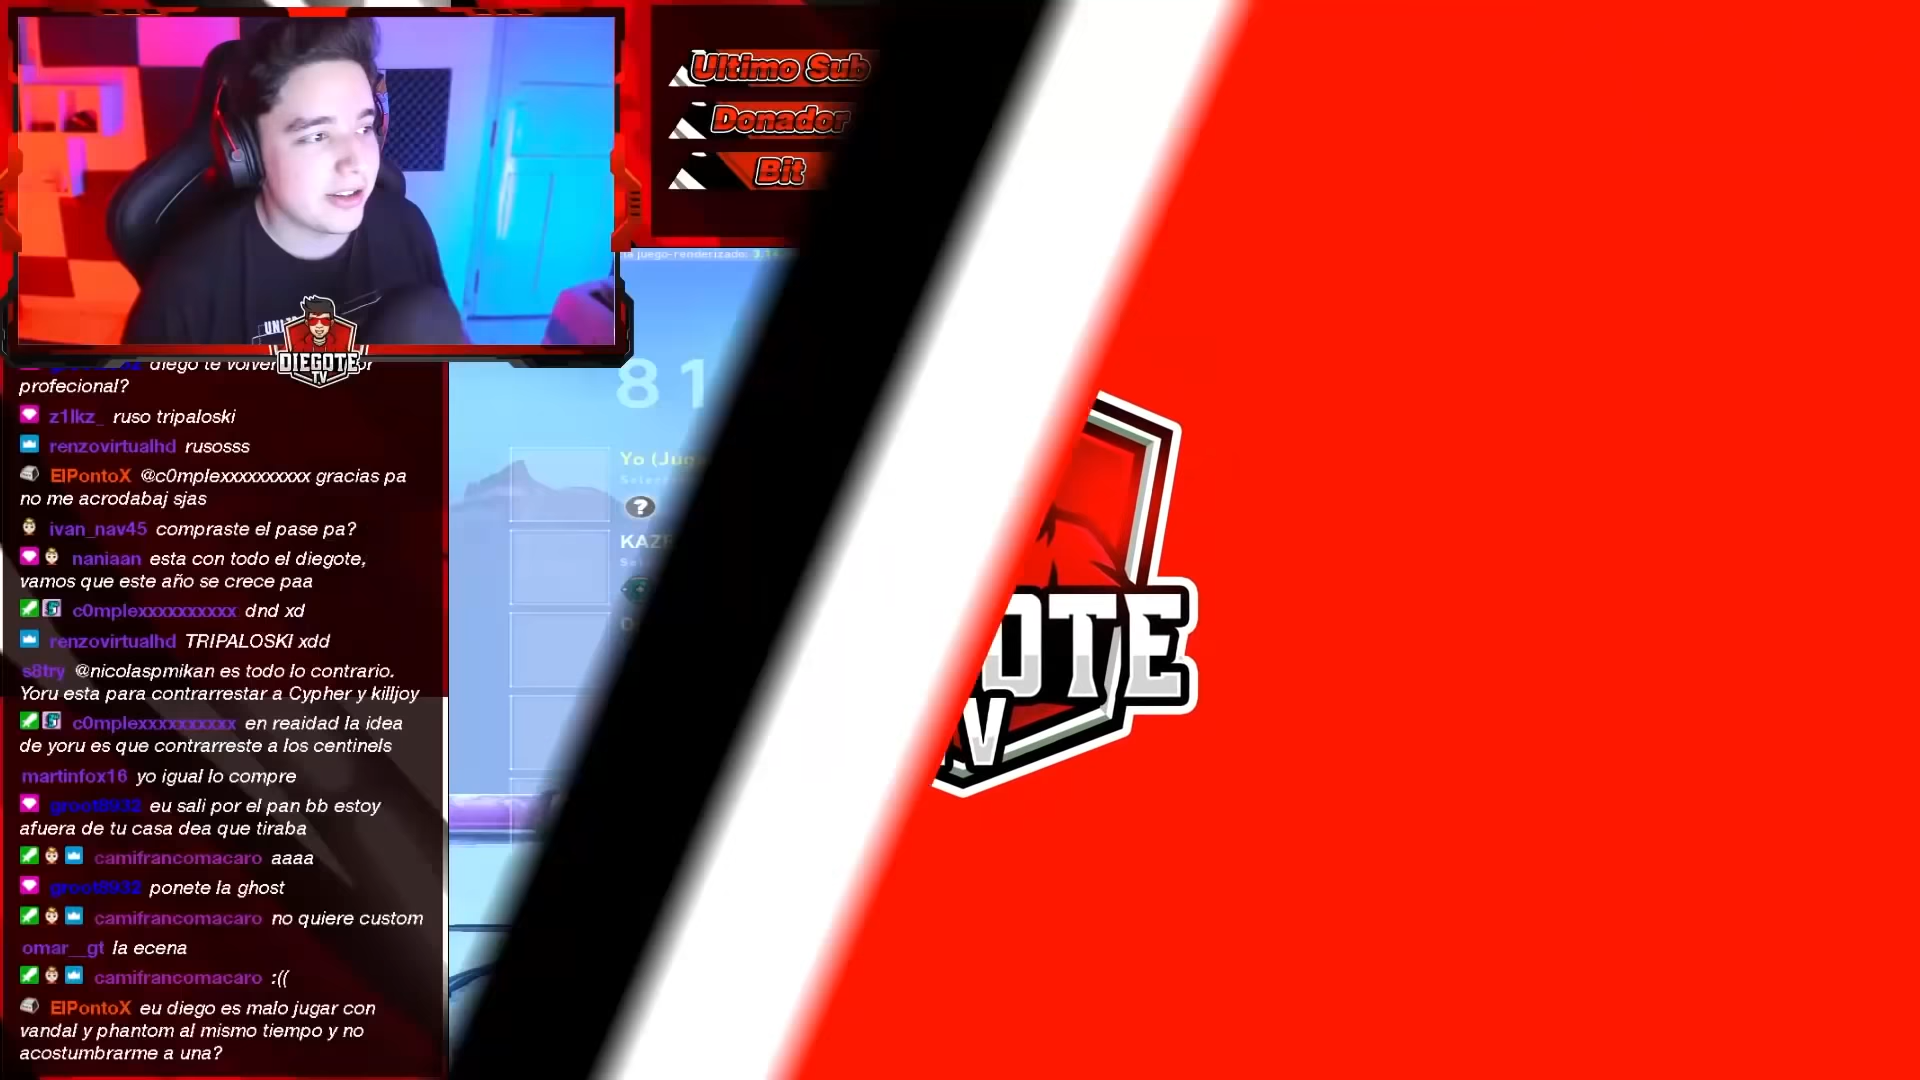 Ultimo Sub
Donador
Bit
DIEGOTE
TV
81
Yo (Jug
KAZE
diego te volver
profecional?
z1lkz_ ruso tripaloski
renzovirtualhd rusosss
ElPontoX @c0mplexxxxxxxxxx gracias pa
no me acrodabaj sjas
ivan_nav45 compraste el pase pa?
naniaan esta con todo el diegote,
vamos que este año se crece paa
c0mplexxxxxxxxxx dnd xd
renzovirtualhd TRIPALOSKI xdd
s8try @nicolaspmikan es todo lo contrario.
Yoru esta para contrarrestar a Cypher y killjoy
c0mplexxxxxxxxxx en reaidad la idea
de yoru es que contrarreste a los centinels
martinfox16 yo igual lo compre
groot8932 eu sali por el pan bb estoy
afuera de tu casa dea que tiraba
camifrancomacaro aaaa
groot8932 ponete la ghost
camifrancomacaro no quiere custom
omar__gt la ecena
camifrancomacaro :((
ElPontoX eu diego es malo jugar con
vandal y phantom al mismo tiempo y no
acostumbrarme a una?
OTE
V